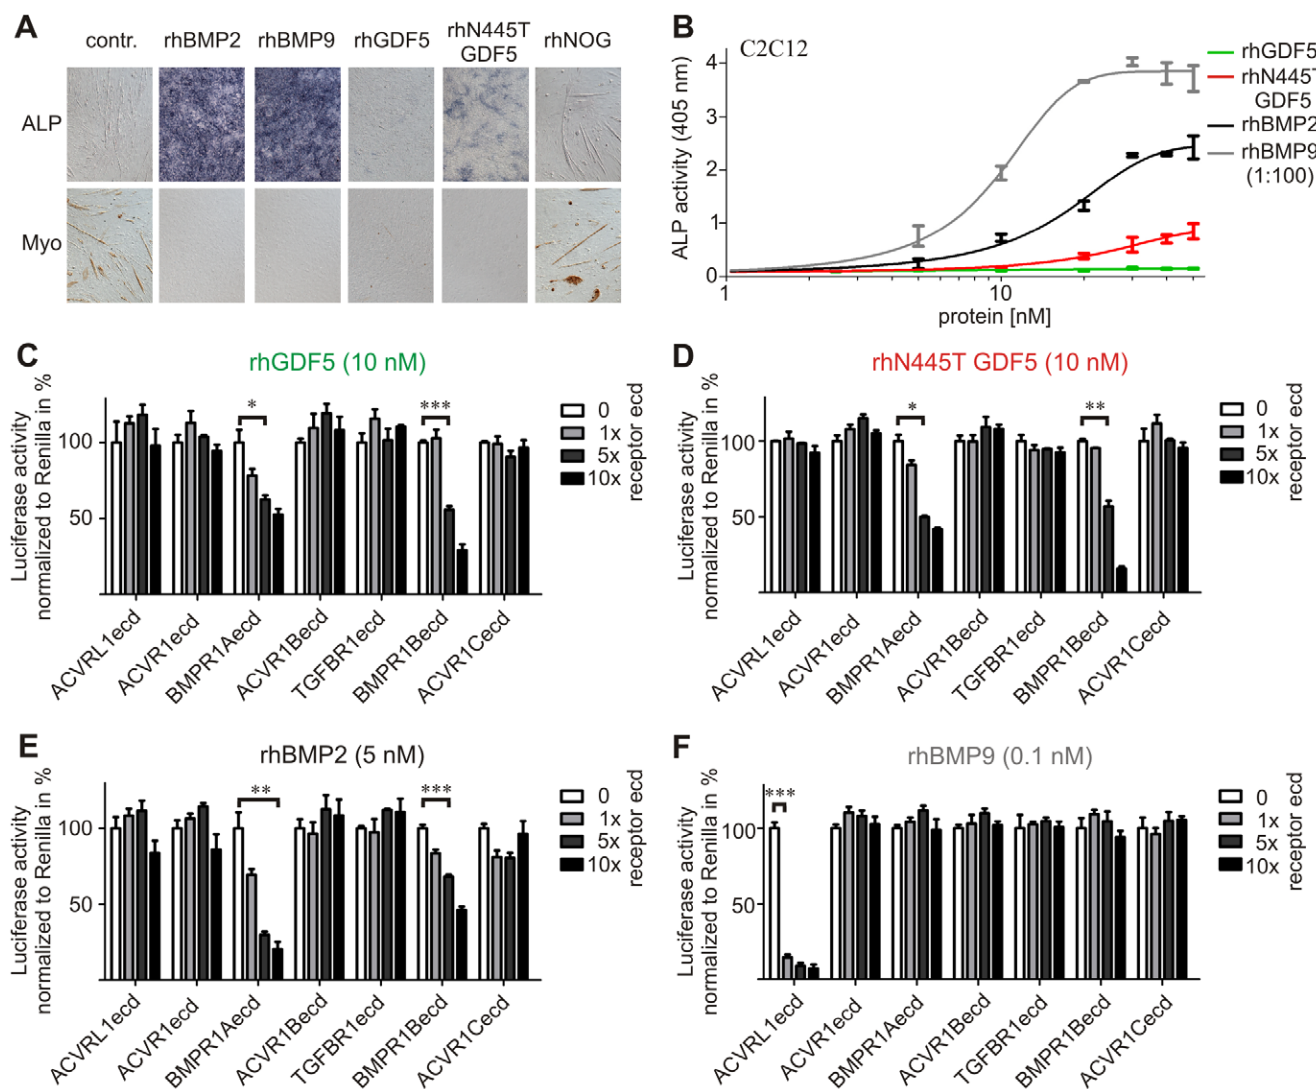 A
contr.
rhBMP2
rhBMP9
rhGDF5
rhN445T
GDF5
rhNOG
ALP
Myo
B
C2C12
ALP activity (405 nm)
4
3
2
1
0
1
10
protein [nM]
rhGDF5
rhN445T
GDF5
rhBMP2
rhBMP9
(1:100)
C
rhGDF5 (10 nM)
Luciferase activity
normalized to Renilla in %
100
50
*
***
0
1x
5x
10x
receptor ecd
ACVRL1ecd
ACVR1ecd
BMPR1Aecd
ACVR1Becd
TGFBR1ecd
BMPR1Becd
ACVR1Cecd
D
rhN445T GDF5 (10 nM)
Luciferase activity
normalized to Renilla in %
100
50
*
**
0
1x
5x
10x
receptor ecd
ACVRL1ecd
ACVR1ecd
BMPR1Aecd
ACVR1Becd
TGFBR1ecd
BMPR1Becd
ACVR1Cecd
E
rhBMP2 (5 nM)
Luciferase activity
normalized to Renilla in %
100
50
**
***
0
1x
5x
10x
receptor ecd
ACVRL1ecd
ACVR1ecd
BMPR1Aecd
ACVR1Becd
TGFBR1ecd
BMPR1Becd
ACVR1Cecd
F
rhBMP9 (0.1 nM)
Luciferase activity
normalized to Renilla in %
100
50
***
0
1x
5x
10x
receptor ecd
ACVRL1ecd
ACVR1ecd
BMPR1Aecd
ACVR1Becd
TGFBR1ecd
BMPR1Becd
ACVR1Cecd